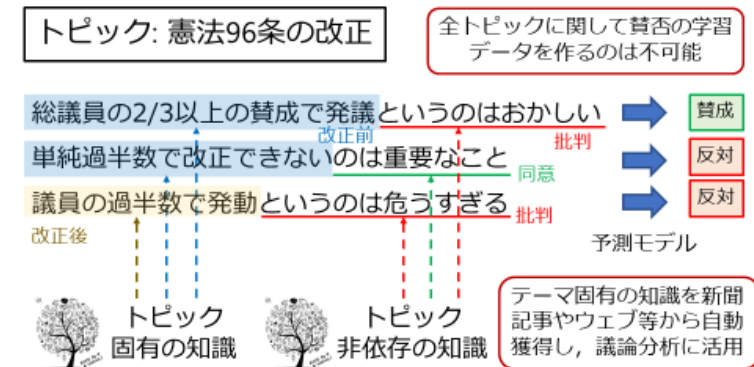 トピック: 憲法96条の改正
全トピックに関して賛否の学習
データを作るのは不可能
総議員の2/3以上の賛成で発議というのはおかしい
賛成
改正前
批判
単純過半数で改正できないのは重要なこと
反対
同意
議員の過半数で発動というのは危うすぎる
反対
批判
改正後
予測モデル
トピック
固有の知識
トピック
非依存の知識
テーマ固有の知識を新聞
記事やウェブ等から自動
獲得し，議論分析に活用